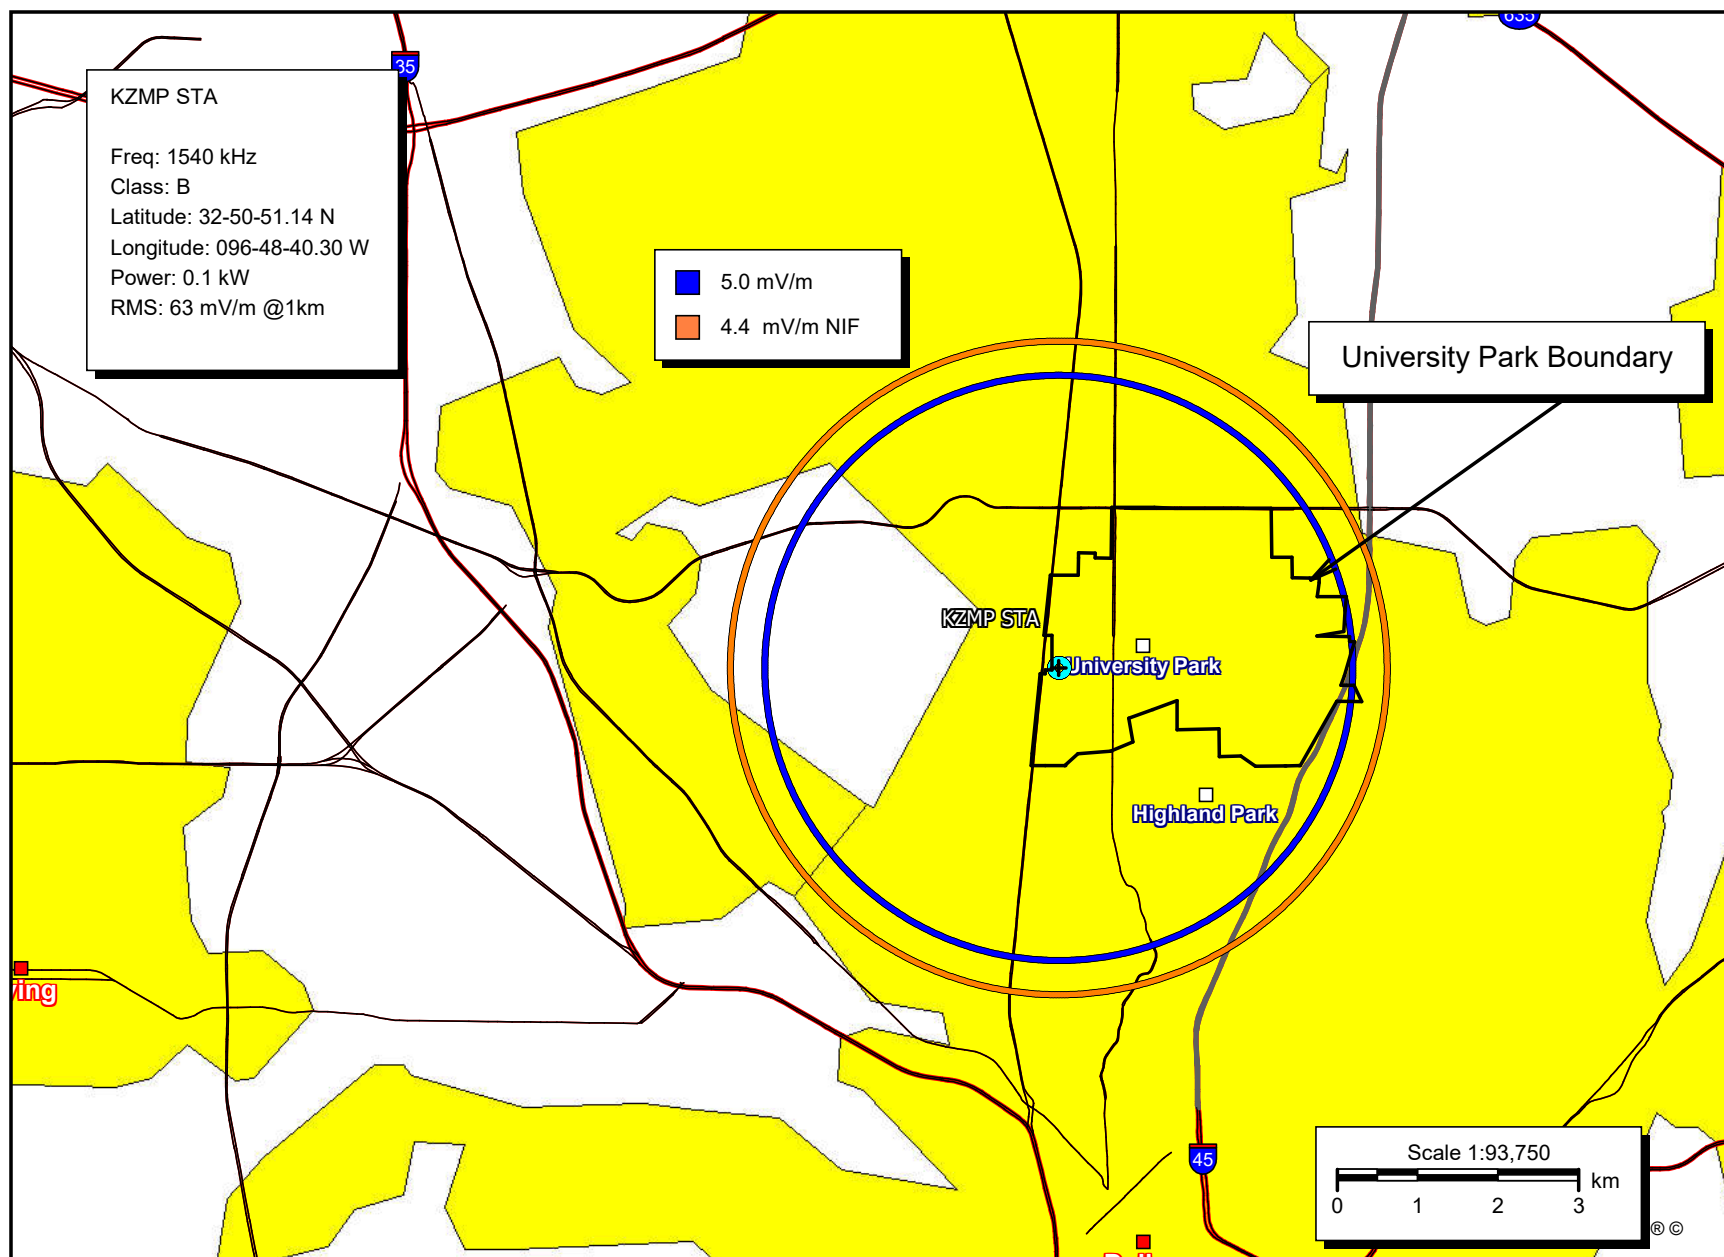 635
35
KZMP STA
Freq: 1540 kHz
Class: B
Latitude: 32-50-51.14 N
Longitude: 096-48-40.30 W
Power: 0.1 kW
RMS: 63 mV/m @1km
5.0 mV/m
4.4 mV/m NIF
University Park Boundary
KZMP STA
University Park
Highland Park
ving
45
Scale 1:93,750
km
0 1 2 3
® ©